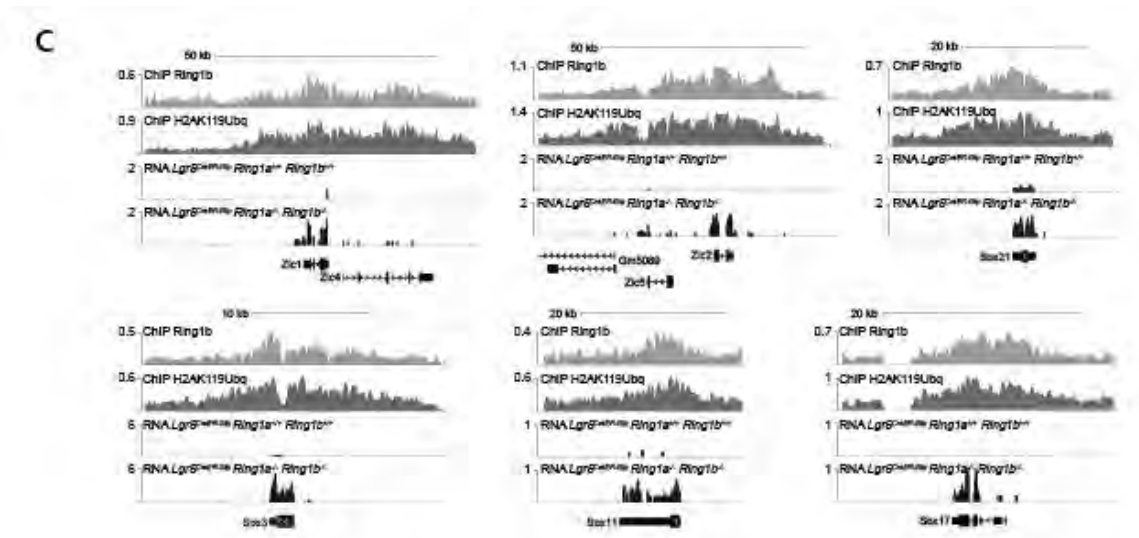 C
50 kb
0.6 ChIP Ring1b
0.9 ChIP H2AK119Ubq
2 RNA Ring1a Ring1b
2 RNA Ring1a Ring1b
Zic1
Zic4
50 kb
1.1 ChIP Ring1b
1.4 ChIP H2AK119Ubq
2 RNA Ring1a Ring1b
2 RNA Ring1a Ring1b
Gm5089
Zic2
Zic5
20 kb
0.7 ChIP Ring1b
1 ChIP H2AK119Ubq
2 RNA Ring1a Ring1b
2 RNA Ring1a Ring1b
Sox21
10 kb
0.5 ChIP Ring1b
0.6 ChIP H2AK119Ubq
6 RNA Ring1a Ring1b
6 RNA Ring1a Ring1b
Sox3
20 kb
0.4 ChIP Ring1b
0.6 ChIP H2AK119Ubq
1 RNA Ring1a Ring1b
1 RNA Ring1a Ring1b
Sox11
20 kb
0.7 ChIP Ring1b
1 ChIP H2AK119Ubq
1 RNA Ring1a Ring1b
1 RNA Ring1a Ring1b
Sox17